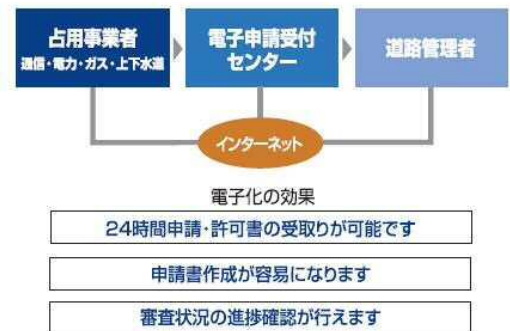 占用事業者
通信・電力・ガス・上下水道
電子申請受付
センター
道路管理者
インターネット
電子化の効果
24時間申請・許可書の受取りが可能です
申請書作成が容易になります
審査状況の進捗確認が行えます